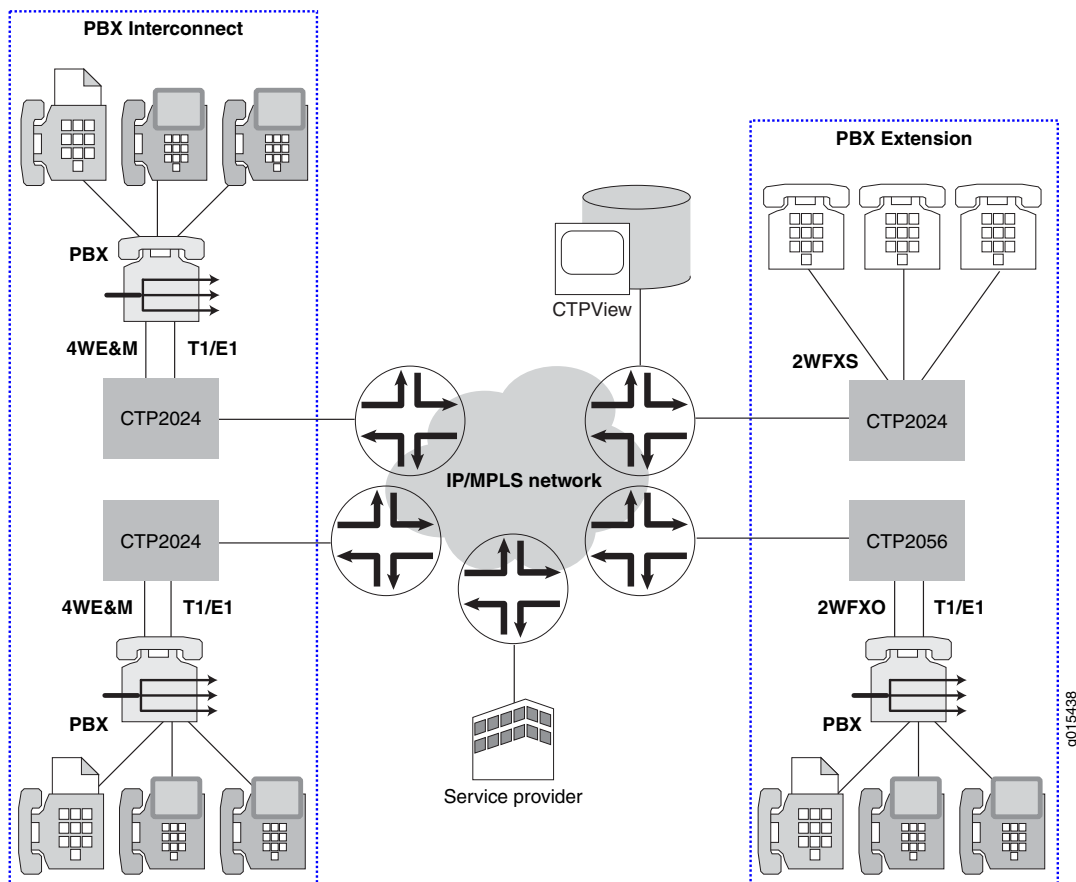 PBX Interconnect
PBX
4WE&M
T1/E1
CTP2024
CTP2024
4WE&M
T1/E1
PBX
CTPView
IP/MPLS network
Service provider
PBX Extension
2WFXS
CTP2024
CTP2056
2WFXO
T1/E1
PBX
g015438